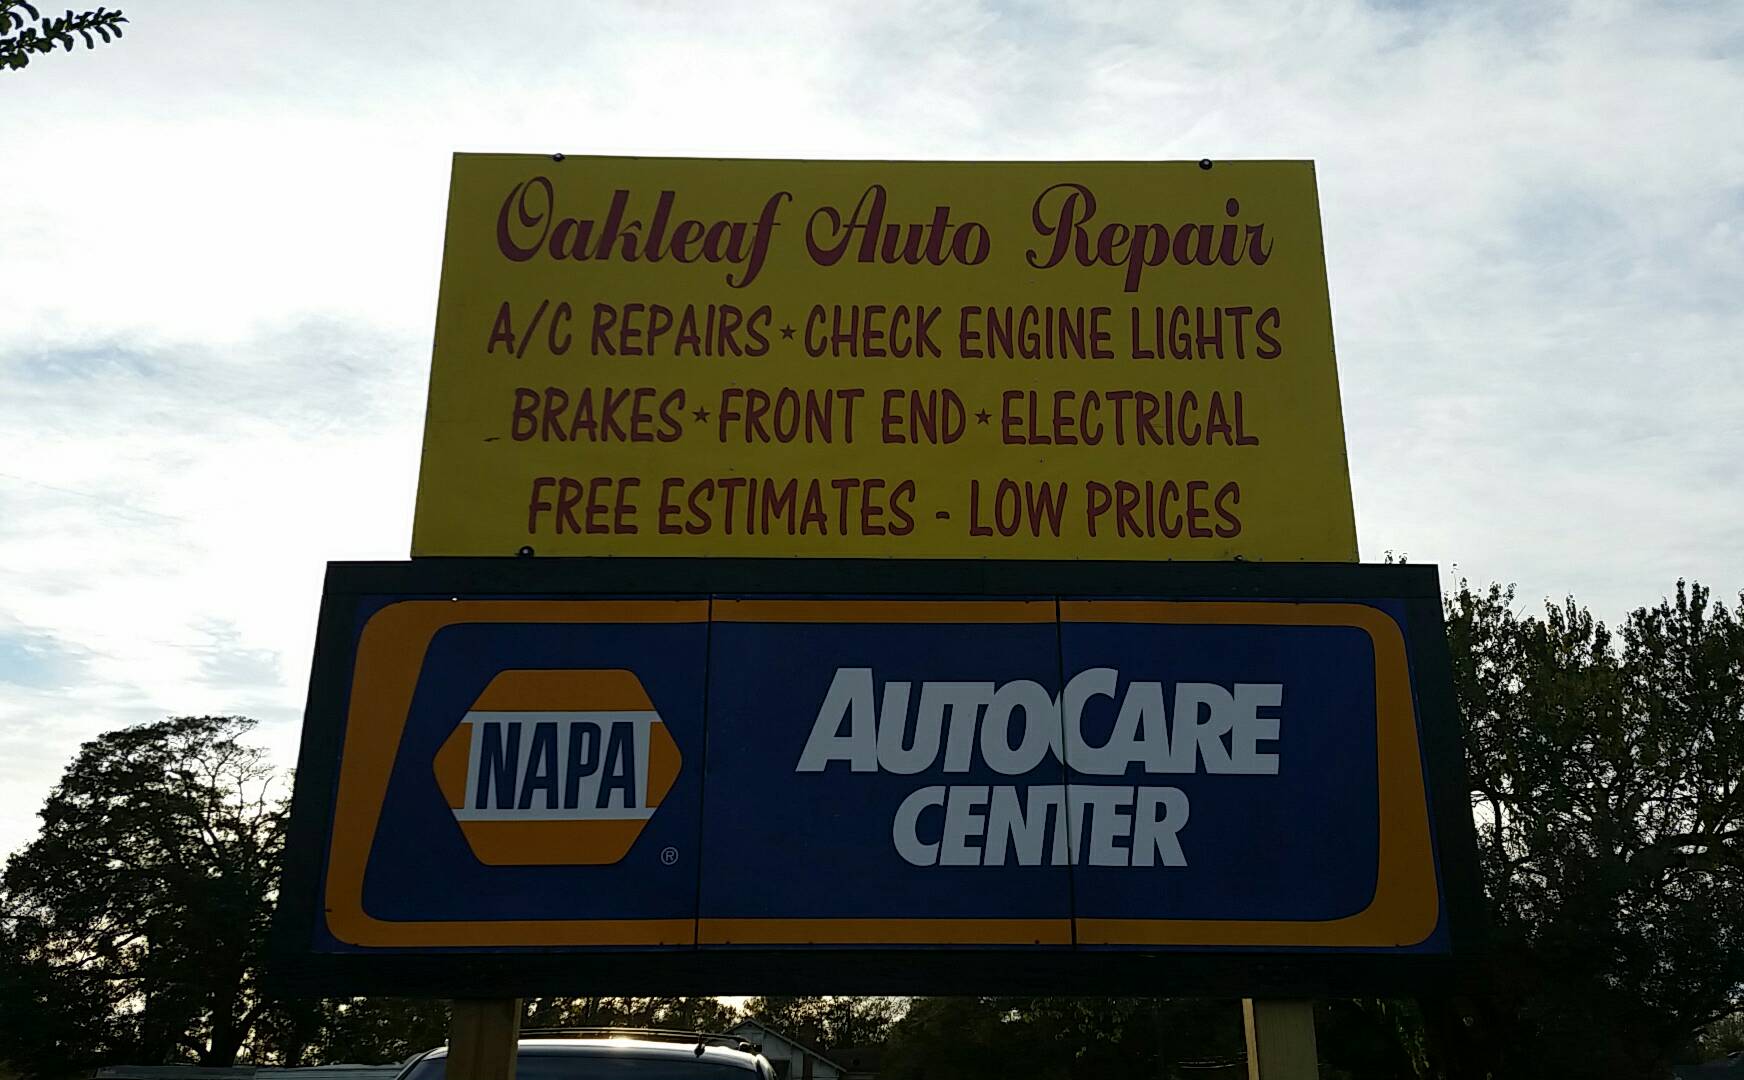 Oakleaf Auto Repair
A/C REPAIRS ★ CHECK ENGINE LIGHTS
BRAKES ★ FRONT END ★ ELECTRICAL
FREE ESTIMATES - LOW PRICES
NAPA ®
AUTOCARE
CENTER